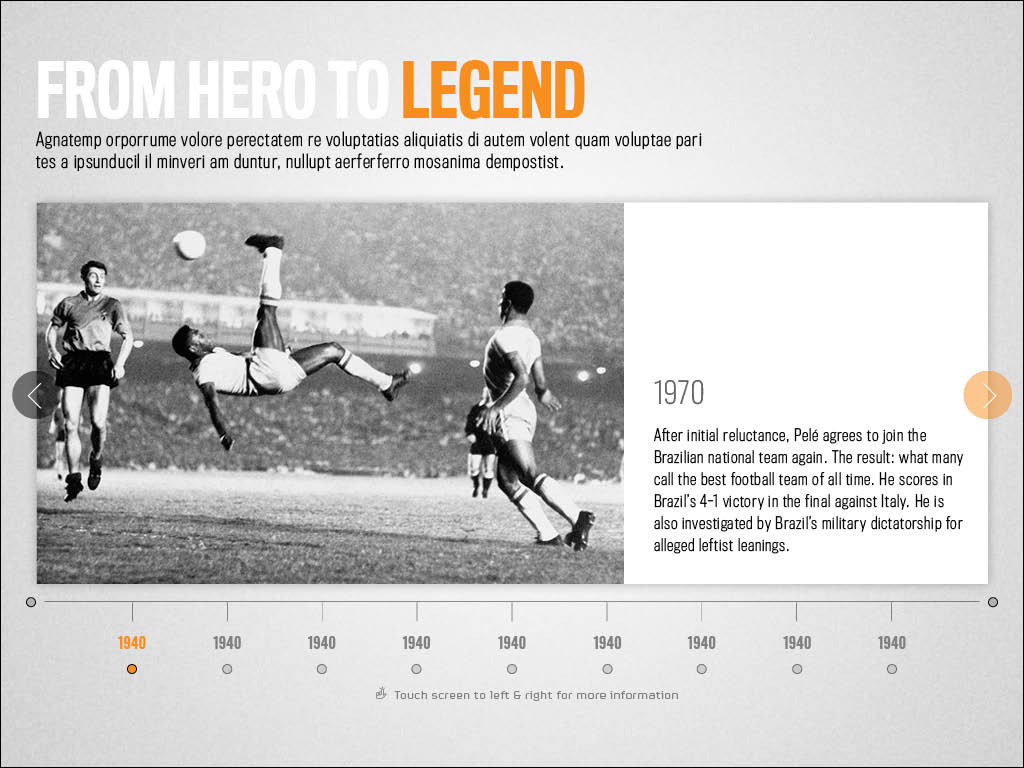 FROM HERO TO LEGEND
Agnatemp orporrume volore perectatem re voluptatias aliquiatis di autem volent quam voluptae pari
tes a ipsunducil il minveri am duntur, nullupt aerferferro mosanima dempostist.
1970
After initial reluctance, Pelé agrees to join the
Brazilian national team again. The result: what many
call the best football team of all time. He scores in
Brazil's 4-1 victory in the final against Italy. He is
also investigated by Brazil's military dictatorship for
alleged leftist leanings.
1940 1940 1940 1940 1940 1940 1940 1940 1940
Touch screen to left & right for more information